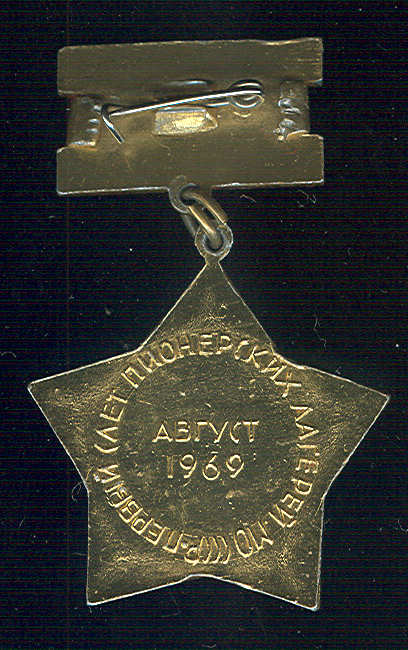 ПЕРВЫЙ СЛЕТ ПИОНЕРСКИХ ЛАГЕРЕЙ МО СССР
АВГУСТ
1969